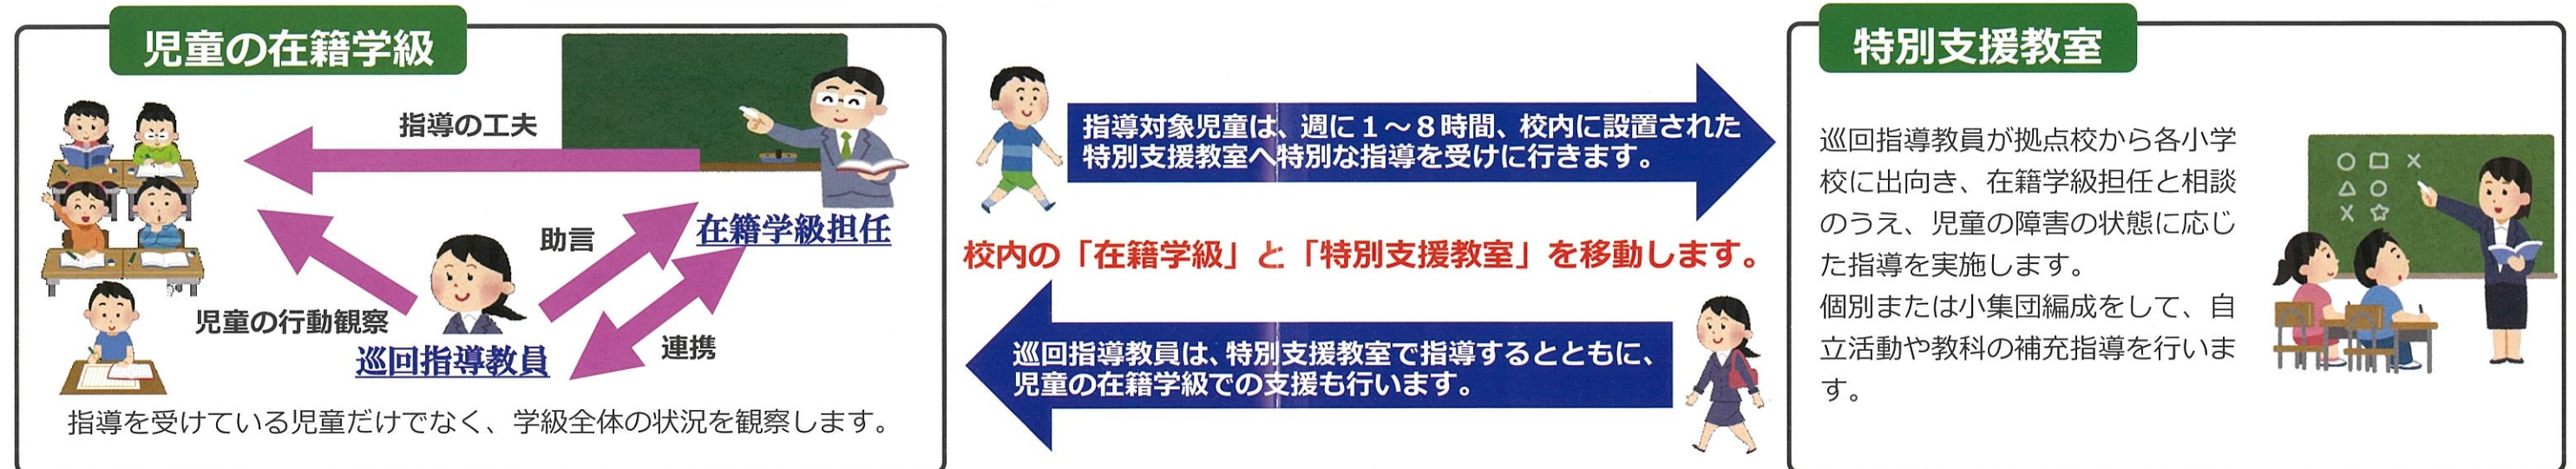 児童の在籍学級
指導の工夫
在籍学級担任
助言
児童の行動観察
巡回指導教員
連携
指導を受けている児童だけでなく、学級全体の状況を観察します。
指導対象児童は、週に１～８時間、校内に設置された
特別支援教室へ特別な指導を受けに行きます。
校内の「在籍学級」と「特別支援教室」を移動します。
巡回指導教員は、特別支援教室で指導するとともに、
児童の在籍学級での支援も行います。
特別支援教室
巡回指導教員が拠点校から各小学
校に出向き、在籍学級担任と相談
のうえ、児童の障害の状態に応じ
た指導を実施します。
個別または小集団編成をして、自
立活動や教科の補充指導を行いま
す。